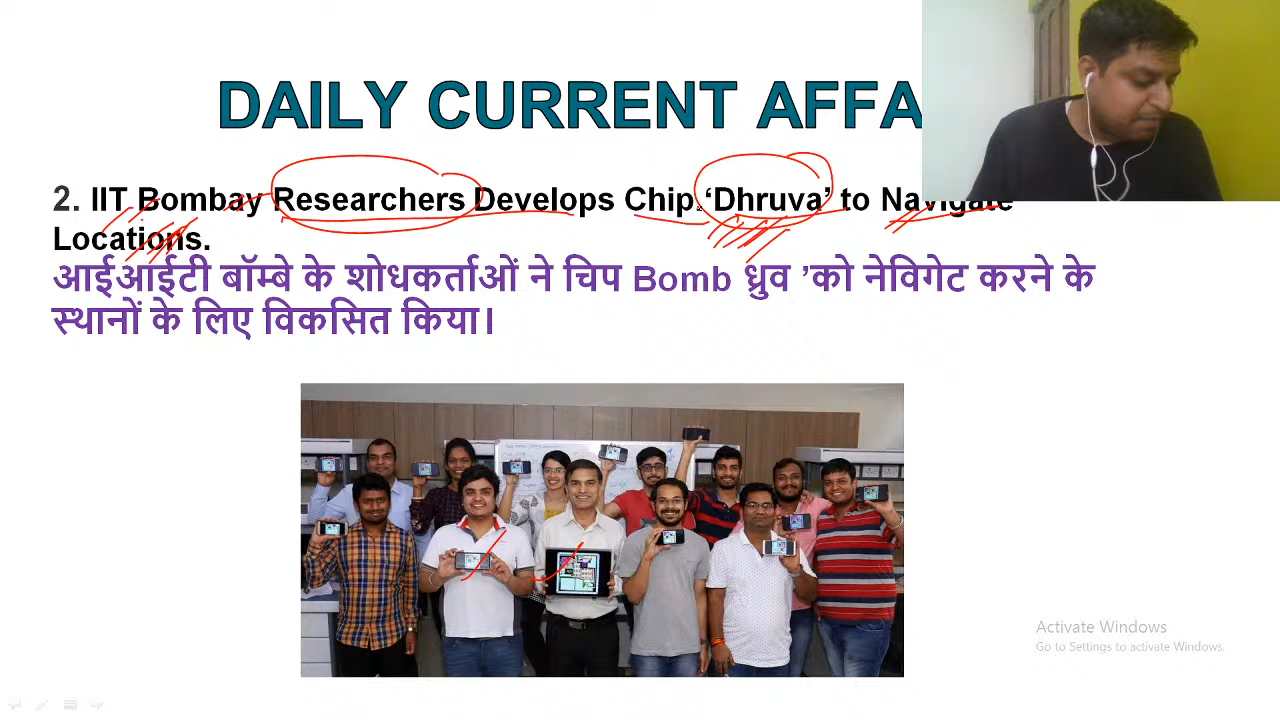 DAILY CURRENT AFFA
2. IIT Bombay Researchers Develops Chip ‘Dhruva’ to Navigate
Locations.
आईआईटी बॉम्बे के शोधकर्ताओं ने चिप Bomb ध्रुव ’को नेविगेट करने के
स्थानों के लिए विकसित किया।
Activate Windows
Go to Settings to activate Windows.